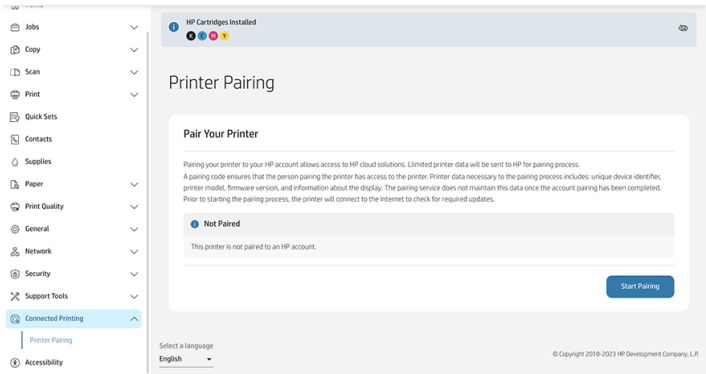 Home
Jobs
Copy
Scan
Print
Quick Sets
Contacts
Supplies
Paper
Print Quality
General
Network
Security
Support Tools
Connected Printing
Printer Pairing
Accessibility
HP Cartridges Installed
K C M Y
Printer Pairing
Pair Your Printer
Pairing your printer to your HP account allows access to HP cloud solutions. Llimited printer data will be sent to HP for pairing process.
A pairing code ensures that the person pairing the printer has access to the printer. Printer data necessary to the pairing process includes: unique device identifier,
printer model, firmware version, and information about the display. The pairing service does not maintain this data once the account pairing has been completed.
Prior to starting the pairing process, the printer will connect to the Internet to check for required updates.
Not Paired
This printer is not paired to an HP account.
Start Pairing
Select a language
English
© Copyright 2010-2023 HP Development Company, L.P.